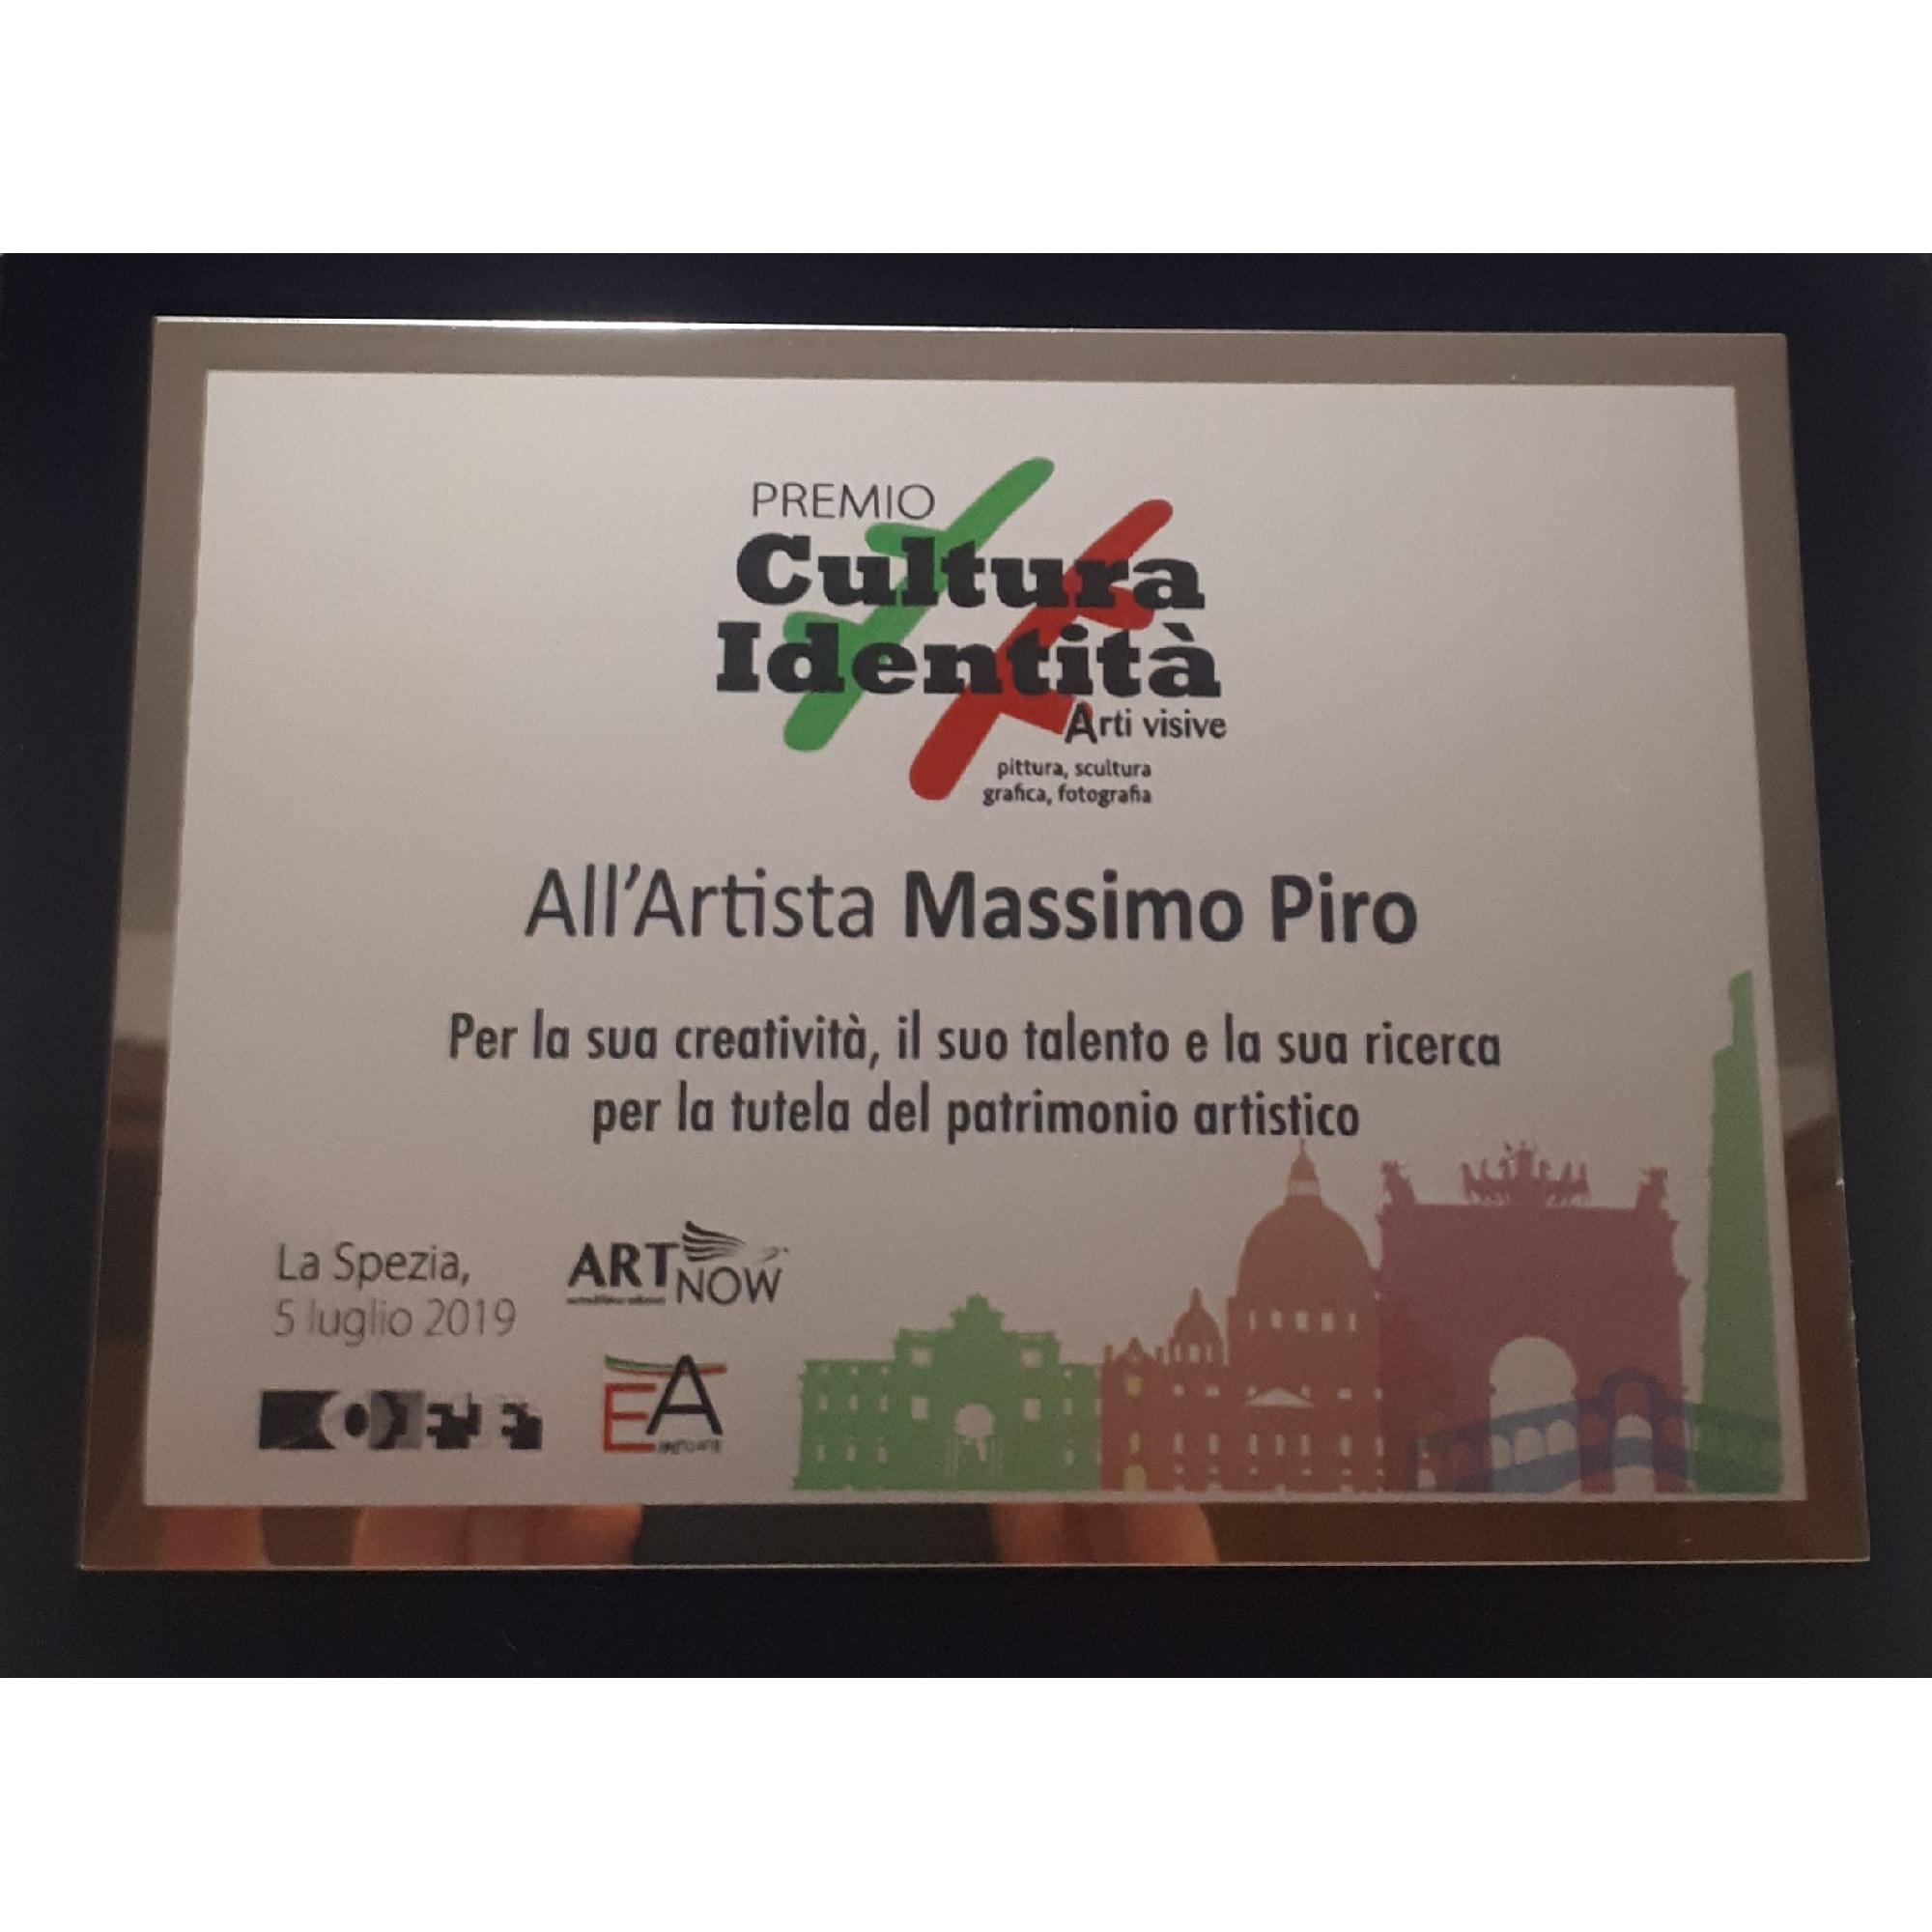 PREMIO
Cultura
Identità
Arti visive
pittura, scultura
grafica, fotografia
All'Artista Massimo Piro
Per la sua creatività, il suo talento e la sua ricerca
per la tutela del patrimonio artistico
La Spezia,
5 luglio 2019
ART
NOW
EA